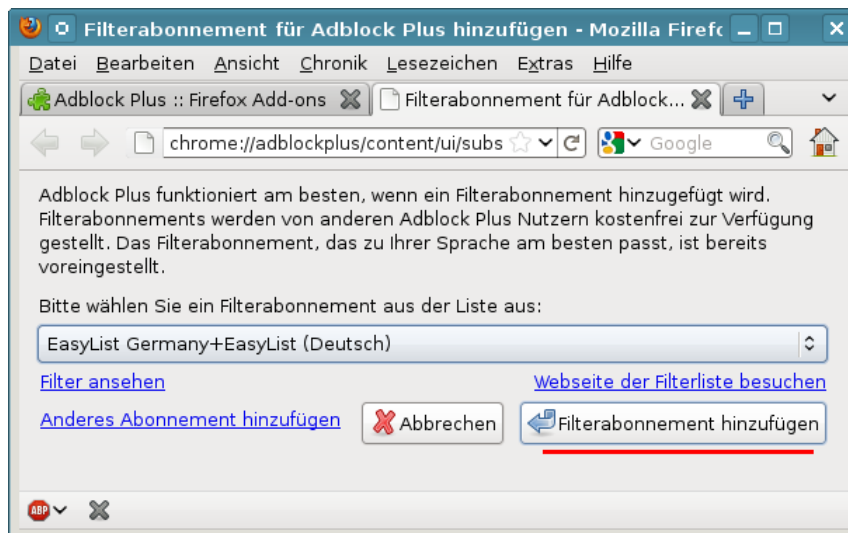 Filterabonnement für Adblock Plus hinzufügen - Mozilla Firefo
Datei Bearbeiten Ansicht Chronik Lesezeichen Extras Hilfe
Adblock Plus :: Firefox Add-ons Filterabonnement für Adblock...
chrome://adblockplus/content/ui/subs Google
Adblock Plus funktioniert am besten, wenn ein Filterabonnement hinzugefügt wird.
Filterabonnements werden von anderen Adblock Plus Nutzern kostenfrei zur Verfügung
gestellt. Das Filterabonnement, das zu Ihrer Sprache am besten passt, ist bereits
voreingestellt.
Bitte wählen Sie ein Filterabonnement aus der Liste aus:
EasyList Germany+EasyList (Deutsch)
Filter ansehen Webseite der Filterliste besuchen
Anderes Abonnement hinzufügen Abbrechen Filterabonnement hinzufügen
ABP